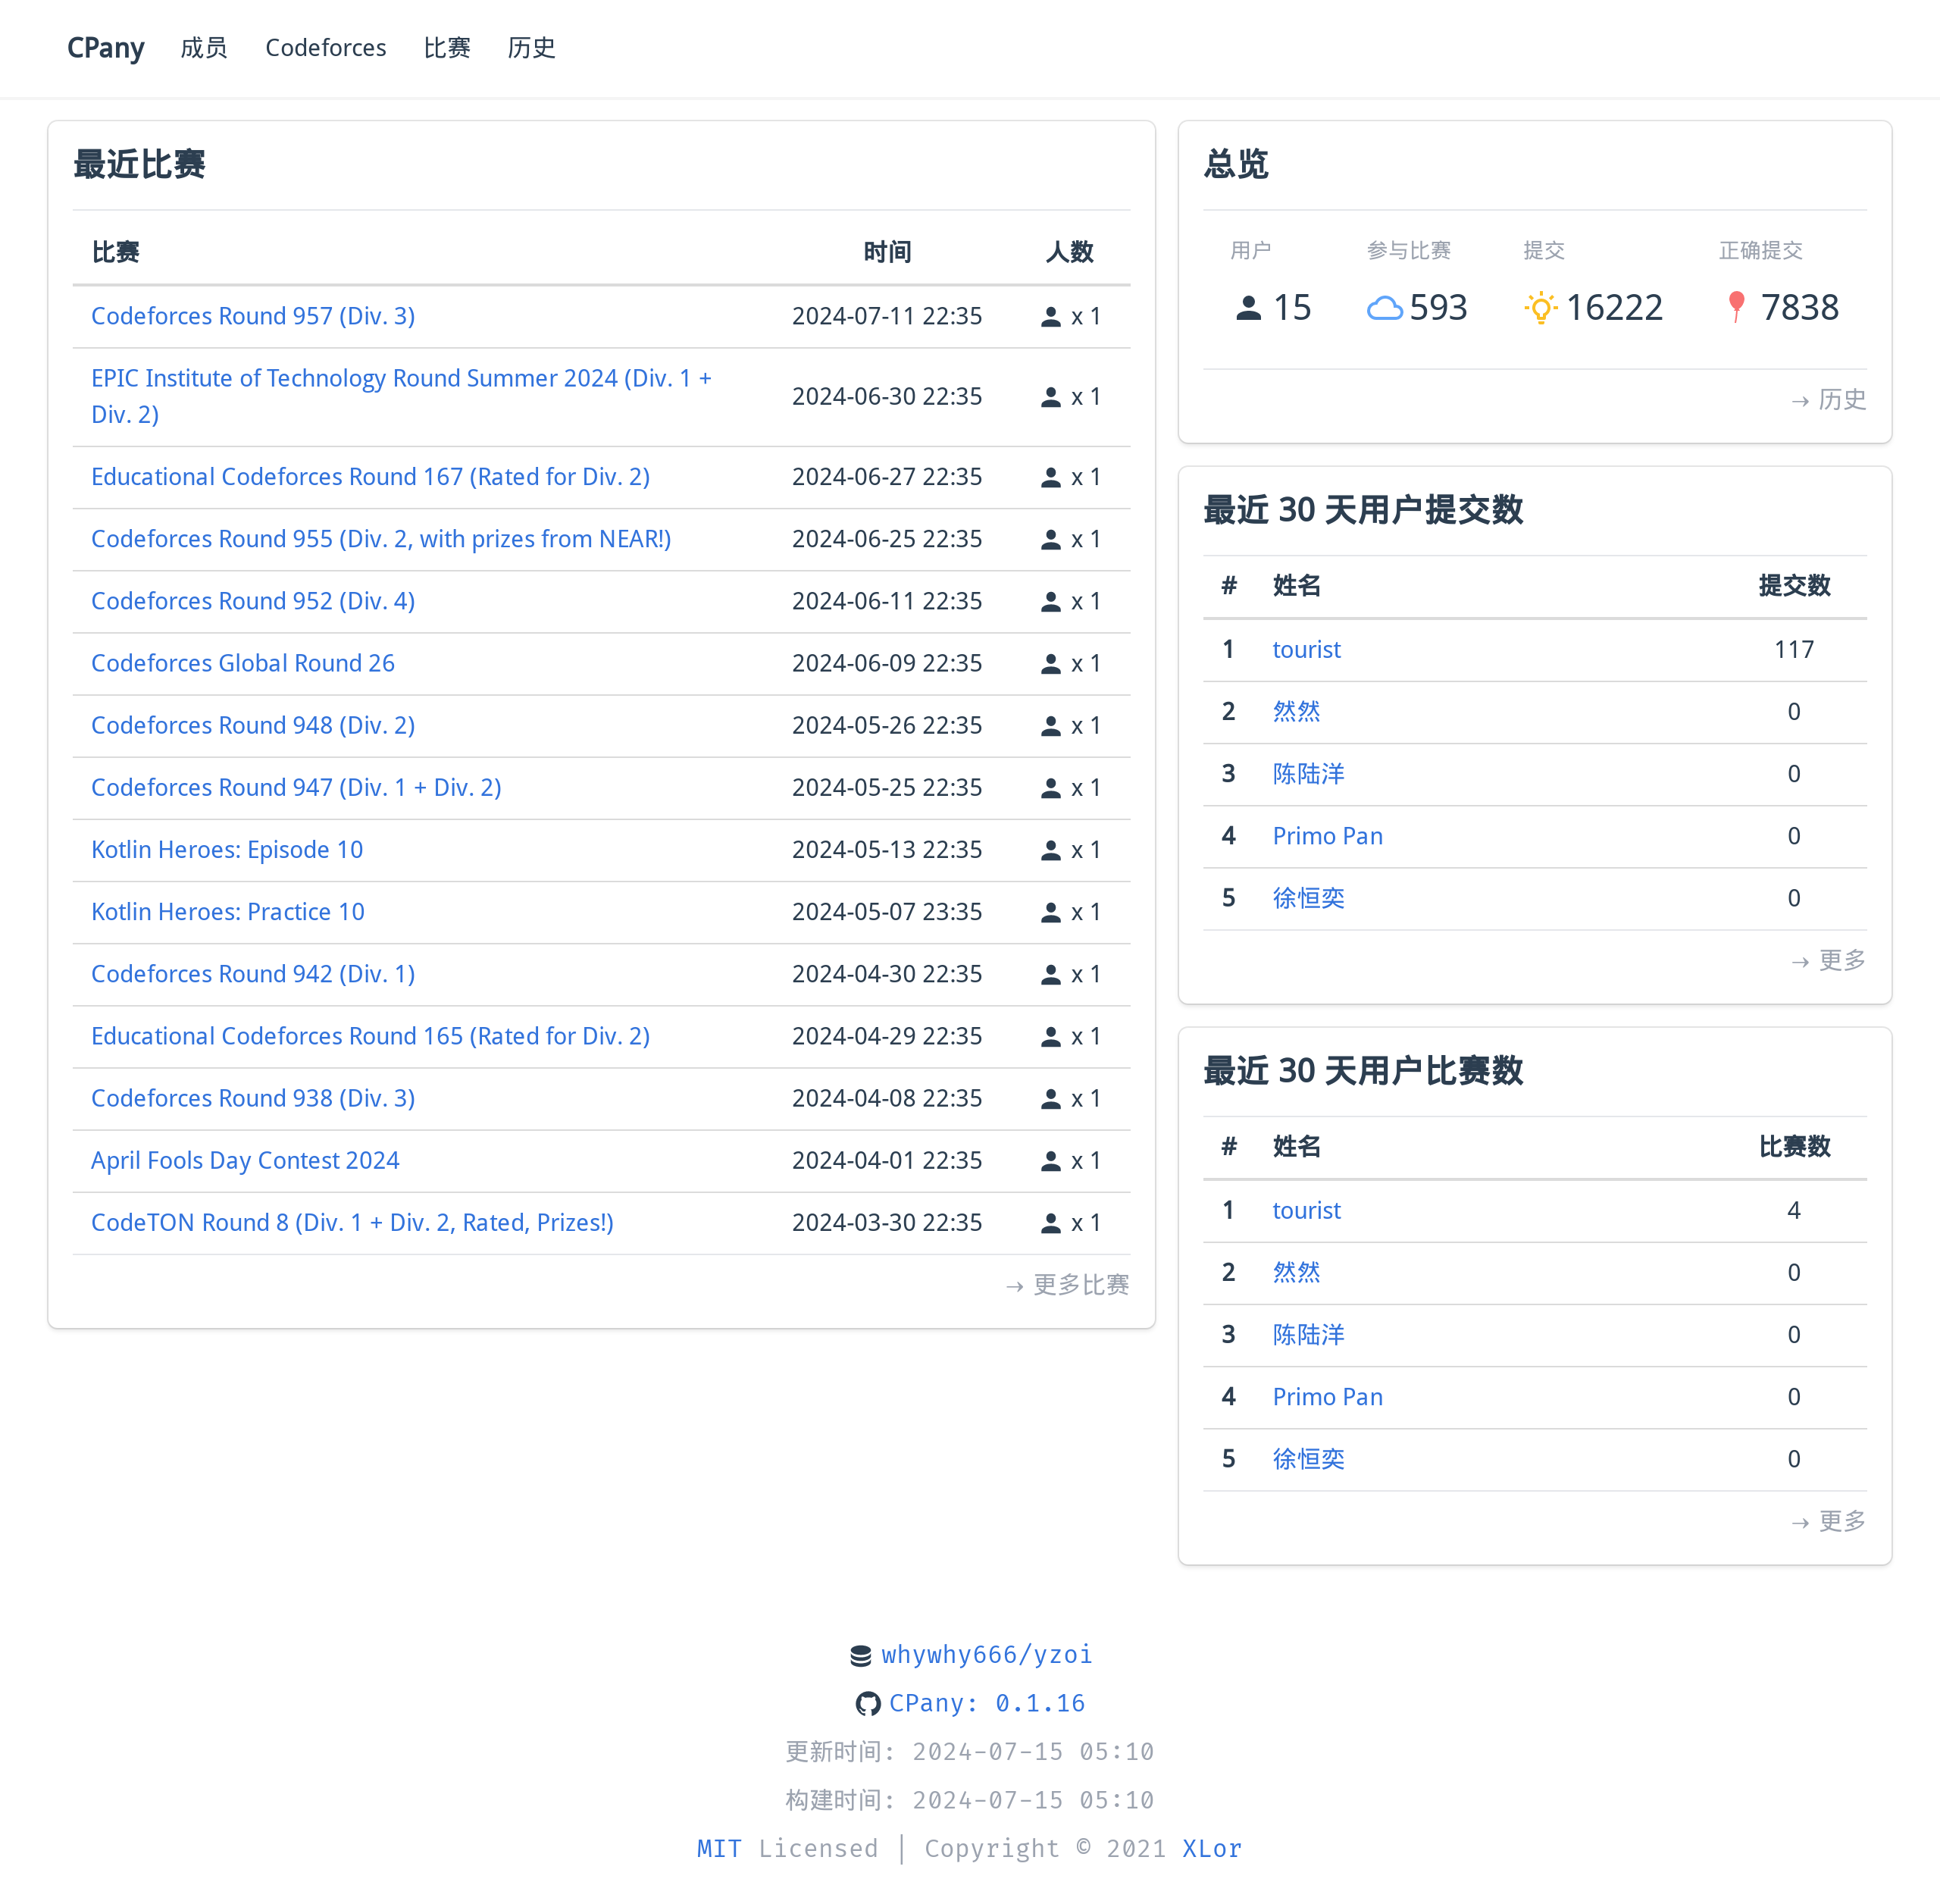 CPany 成员 Codeforces 比赛 历史
最近比赛
比赛 时间 人数
Codeforces Round 957 (Div. 3) 2024-07-11 22:35 x 1
EPIC Institute of Technology Round Summer 2024 (Div. 1 +
Div. 2) 2024-06-30 22:35 x 1
Educational Codeforces Round 167 (Rated for Div. 2) 2024-06-27 22:35 x 1
Codeforces Round 955 (Div. 2, with prizes from NEAR!) 2024-06-25 22:35 x 1
Codeforces Round 952 (Div. 4) 2024-06-11 22:35 x 1
Codeforces Global Round 26 2024-06-09 22:35 x 1
Codeforces Round 948 (Div. 2) 2024-05-26 22:35 x 1
Codeforces Round 947 (Div. 1 + Div. 2) 2024-05-25 22:35 x 1
Kotlin Heroes: Episode 10 2024-05-13 22:35 x 1
Kotlin Heroes: Practice 10 2024-05-07 23:35 x 1
Codeforces Round 942 (Div. 1) 2024-04-30 22:35 x 1
Educational Codeforces Round 165 (Rated for Div. 2) 2024-04-29 22:35 x 1
Codeforces Round 938 (Div. 3) 2024-04-08 22:35 x 1
April Fools Day Contest 2024 2024-04-01 22:35 x 1
CodeTON Round 8 (Div. 1 + Div. 2, Rated, Prizes!) 2024-03-30 22:35 x 1
→ 更多比赛
总览
用户 参与比赛 提交 正确提交
15 593 16222 7838
→ 历史
最近 30 天用户提交数
# 姓名 提交数
1 tourist 117
2 然然 0
3 陈陆洋 0
4 Primo Pan 0
5 徐恒奕 0
→ 更多
最近 30 天用户比赛数
# 姓名 比赛数
1 tourist 4
2 然然 0
3 陈陆洋 0
4 Primo Pan 0
5 徐恒奕 0
→ 更多
whywhy666/yzoi
CPany: 0.1.16
更新时间: 2024-07-15 05:10
构建时间: 2024-07-15 05:10
MIT Licensed | Copyright © 2021 XLor